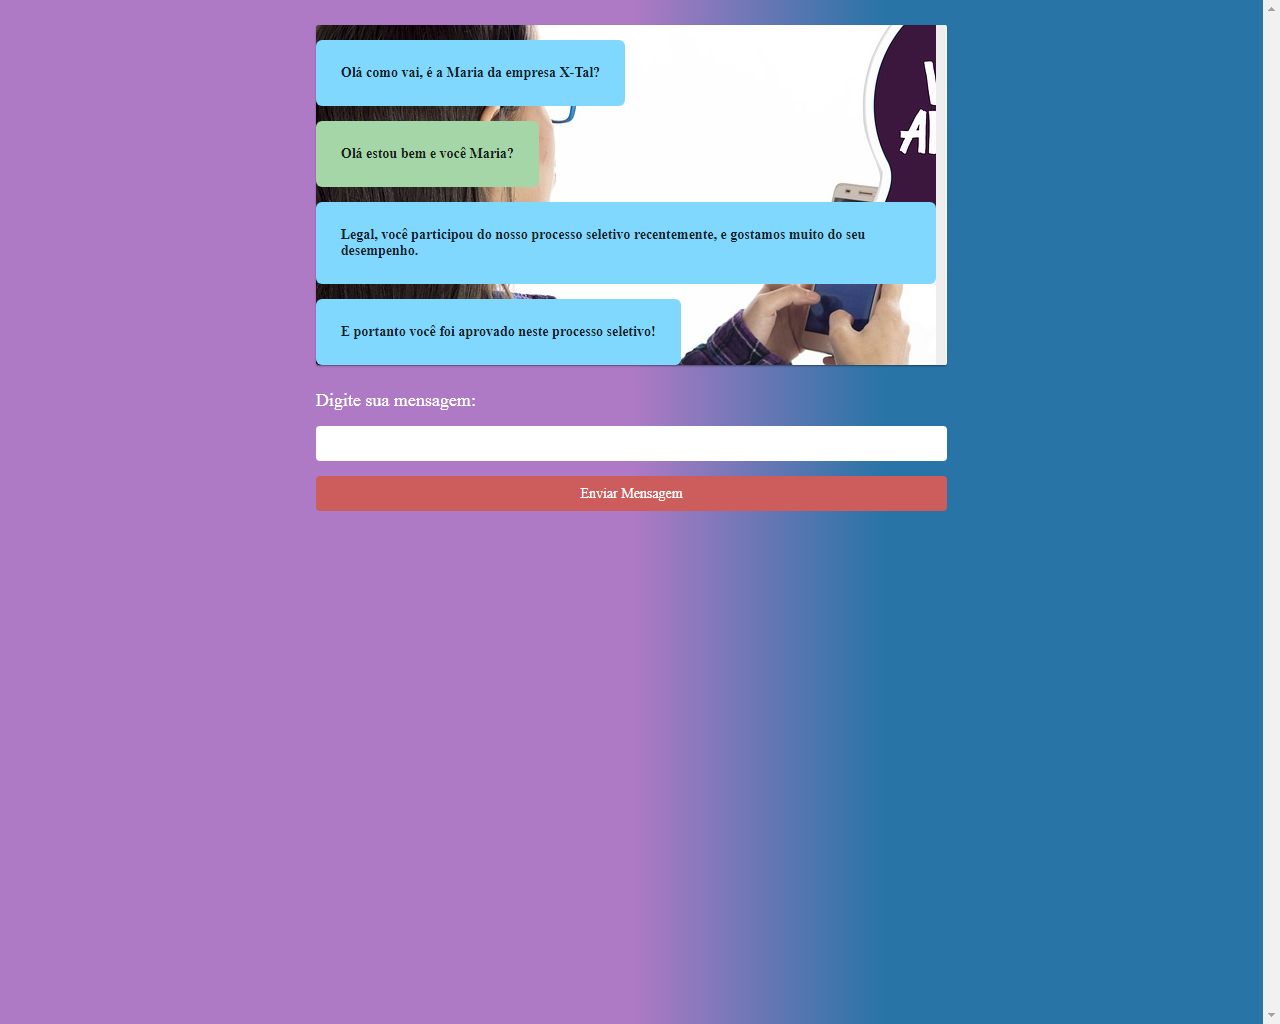 Olá como vai, é a Maria da empresa X-Tal?
Olá estou bem e você Maria?
Legal, você participou do nosso processo seletivo recentemente, e gostamos muito do seu
desempenho.
E portanto você foi aprovado neste processo seletivo!
Digite sua mensagem:
Enviar Mensagem